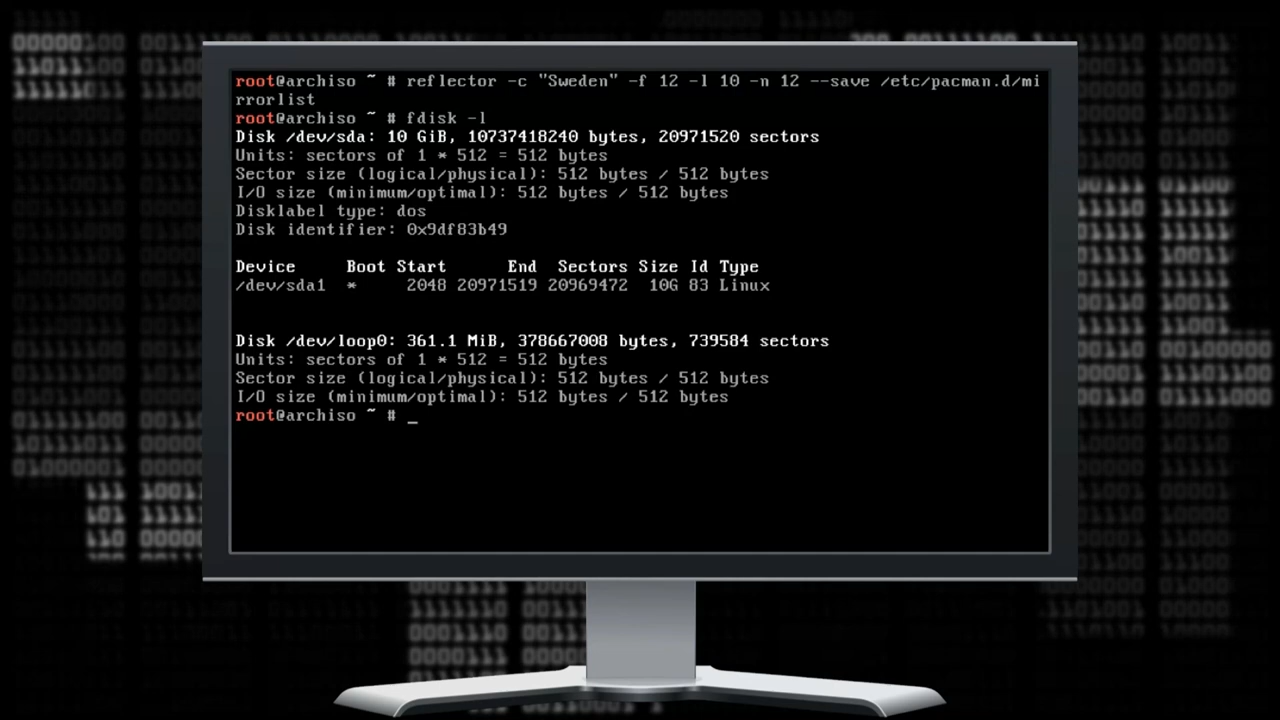 root@archiso ~ # reflector -c "Sweden" -f 12 -l 10 -n 12 --save /etc/pacman.d/mi
rrorlist
root@archiso ~ # fdisk -l
Disk /dev/sda: 10 GiB, 10737418240 bytes, 20971520 sectors
Units: sectors of 1 * 512 = 512 bytes
Sector size (logical/physical): 512 bytes / 512 bytes
I/O size (minimum/optimal): 512 bytes / 512 bytes
Disklabel type: dos
Disk identifier: 0x9df83b49
Device     Boot Start      End  Sectors Size Id Type
/dev/sda1  *     2048 20971519 20969472  10G 83 Linux
Disk /dev/loop0: 361.1 MiB, 378667008 bytes, 739584 sectors
Units: sectors of 1 * 512 = 512 bytes
Sector size (logical/physical): 512 bytes / 512 bytes
I/O size (minimum/optimal): 512 bytes / 512 bytes
root@archiso ~ # _